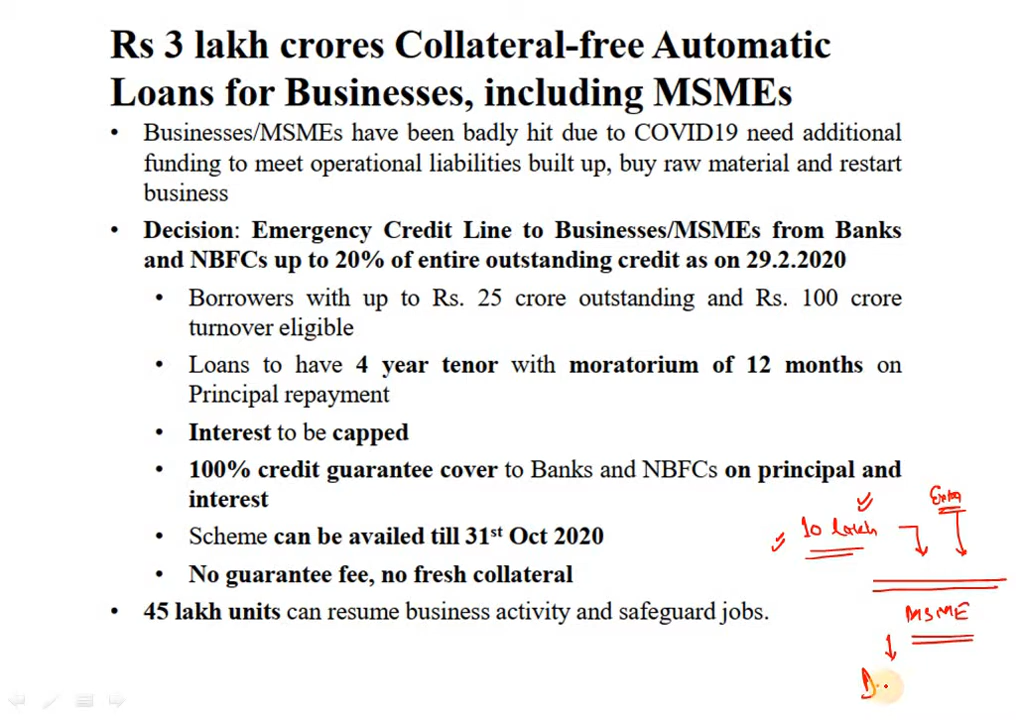 Rs 3 lakh crores Collateral-free Automatic
Loans for Businesses, including MSMEs
• Businesses/MSMEs have been badly hit due to COVID19 need additional
funding to meet operational liabilities built up, buy raw material and restart
business
• Decision: Emergency Credit Line to Businesses/MSMEs from Banks
and NBFCs up to 20% of entire outstanding credit as on 29.2.2020
• Borrowers with up to Rs. 25 crore outstanding and Rs. 100 crore
turnover eligible
• Loans to have 4 year tenor with moratorium of 12 months on
Principal repayment
• Interest to be capped
• 100% credit guarantee cover to Banks and NBFCs on principal and
interest
• Scheme can be availed till 31st Oct 2020
• No guarantee fee, no fresh collateral
• 45 lakh units can resume business activity and safeguard jobs.
Extra
10 lakh
MSME